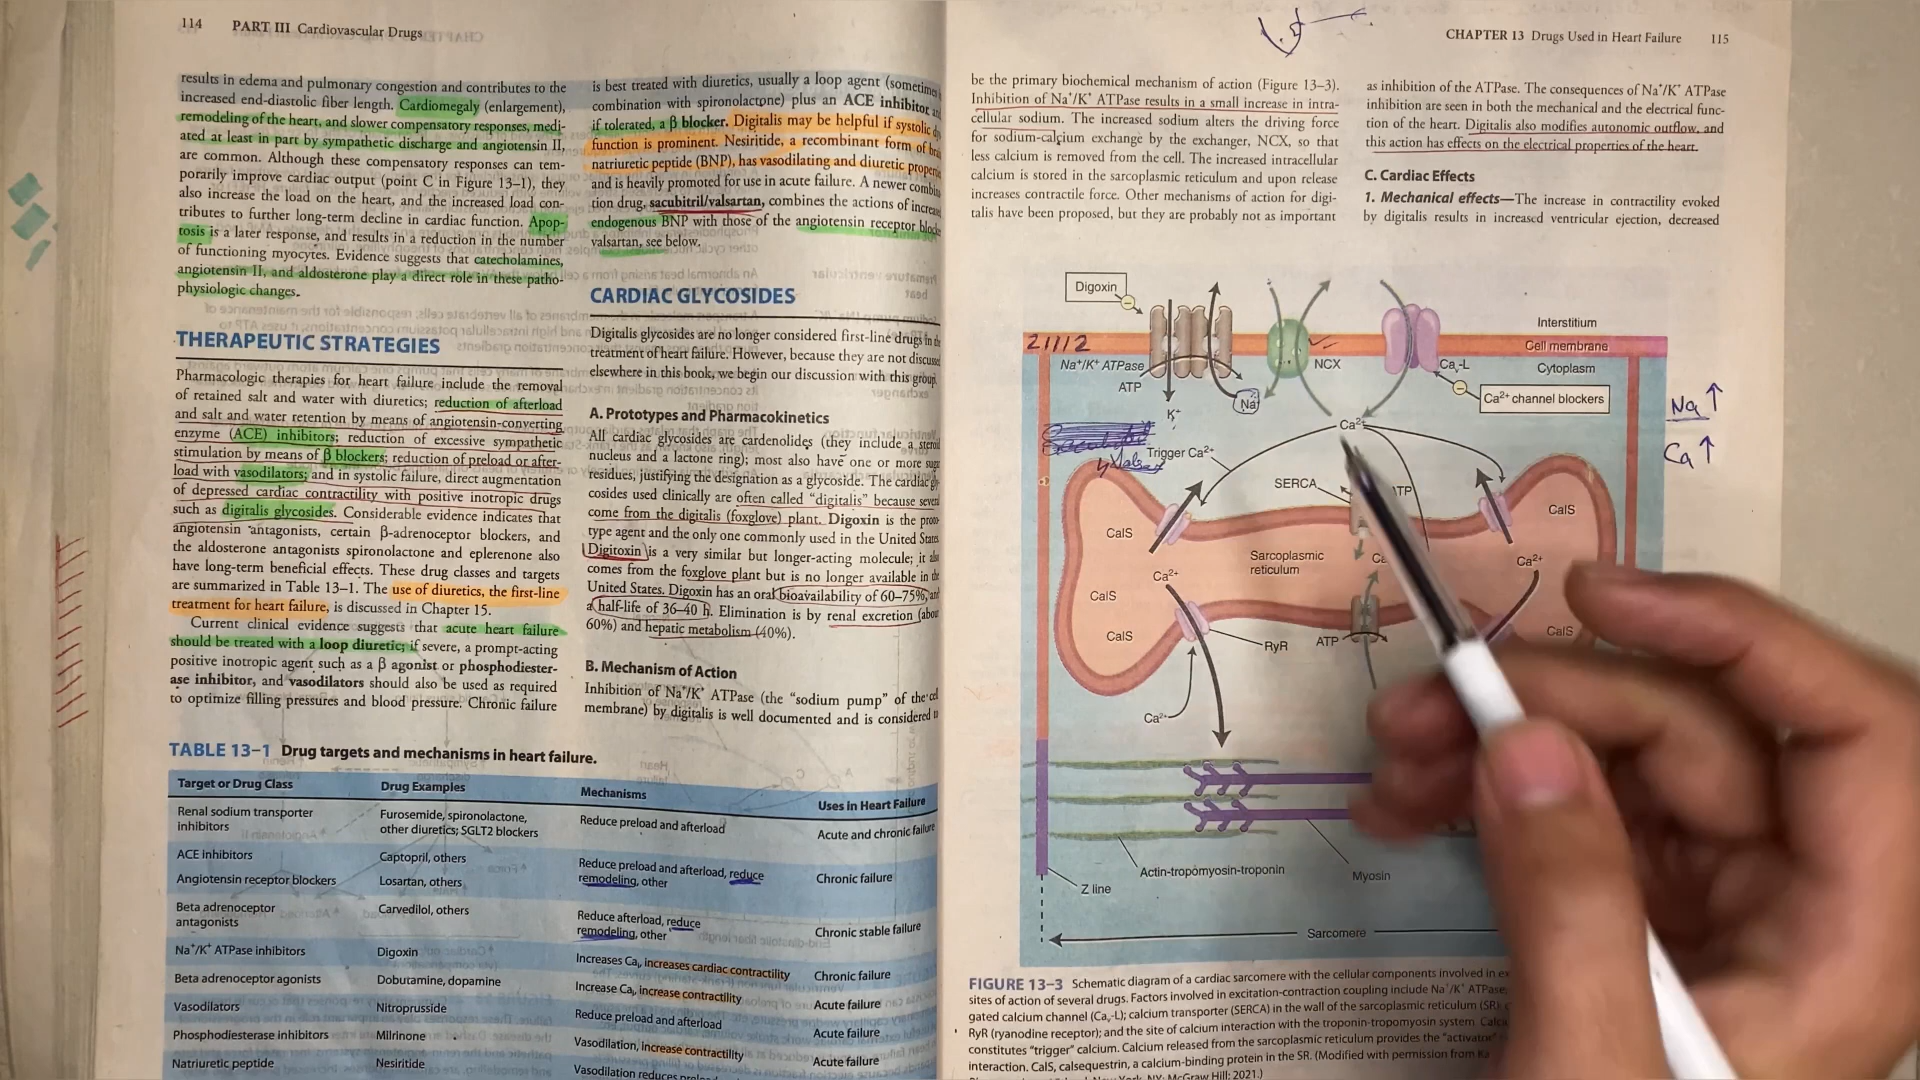 114 PART III Cardiovascular Drugs
results in edema and pulmonary congestion and contributes to the
increased end-diastolic fiber length. Cardiomegaly (enlargement),
remodeling of the heart, and slower compensatory responses, medi-
ated at least in part by sympathetic discharge and angiotensin II,
are common. Although these compensatory responses can tem-
porarily improve cardiac output (point C in Figure 13–1), they
also increase the load on the heart, and the increased load con-
tributes to further long-term decline in cardiac function. Apop-
tosis is a later response, and results in a reduction in the number
of functioning myocytes. Evidence suggests that catecholamines,
angiotensin II, and aldosterone play a direct role in these patho-
physiologic changes.
THERAPEUTIC STRATEGIES
Pharmacologic therapies for heart failure include the removal
of retained salt and water with diuretics; reduction of afterload
and salt and water retention by means of angiotensin-converting
enzyme (ACE) inhibitors; reduction of excessive sympathetic
stimulation by means of β blockers; reduction of preload or after-
load with vasodilators; and in systolic failure, direct augmentation
of depressed cardiac contractility with positive inotropic drugs
such as digitalis glycosides. Considerable evidence indicates that
angiotensin antagonists, certain β-adrenoceptor blockers, and
the aldosterone antagonists spironolactone and eplerenone also
have long-term beneficial effects. These drug classes and targets
are summarized in Table 13–1. The use of diuretics, the first-line
treatment for heart failure, is discussed in Chapter 15.
Current clinical evidence suggests that acute heart failure
should be treated with a loop diuretic; if severe, a prompt-acting
positive inotropic agent such as a β agonist or phosphodiester-
ase inhibitor, and vasodilators should also be used as required
to optimize filling pressures and blood pressure. Chronic failure
is best treated with diuretics, usually a loop agent (sometimes
combination with spironolactone) plus an ACE inhibitor and
if tolerated, a β blocker. Digitalis may be helpful if systolic
function is prominent. Nesiritide, a recombinant form of
natriuretic peptide (BNP), has vasodilating and diuretic
and is heavily promoted for use in acute failure. A newer
tion drug, sacubitril/valsartan, combines the actions of
endogenous BNP with those of the angiotensin receptor
valsartan, see below.
CARDIAC GLYCOSIDES
Digitalis glycosides are no longer considered first-line drugs in
treatment of heart failure. However, because they are not
elsewhere in this book, we begin our discussion with this group.
A. Prototypes and Pharmacokinetics
All cardiac glycosides are cardenolides (they include a
nucleus and a lactone ring); most also have one or more
residues, justifying the designation as a glycoside. The cardiac
cosides used clinically are often called “digitalis” because
come from the digitalis (foxglove) plant. Digoxin is the
type agent and the only one commonly used in the United
Digitoxin is a very similar but longer-acting molecule; it
comes from the foxglove plant but is no longer available in
United States. Digoxin has an oral bioavailability of 60–75%,
a half-life of 36–40 h. Elimination is by renal excretion (about
60%) and hepatic metabolism (40%).
B. Mechanism of Action
Inhibition of Na+/K+ ATPase (the “sodium pump” of the cell
membrane) by digitalis is well documented and is considered
TABLE 13–1 Drug targets and mechanisms in heart failure.
Target or Drug Class Drug Examples Mechanisms Uses in Heart Failure
Renal sodium transporter inhibitors Furosemide, spironolactone, other diuretics; SGLT2 blockers Reduce preload and afterload Acute and chronic failure
ACE inhibitors Captopril, others Reduce preload and afterload, reduce remodeling, other Chronic failure
Angiotensin receptor blockers Losartan, others
Beta adrenoceptor antagonists Carvedilol, others Reduce afterload, reduce remodeling, other Chronic stable failure
Na+/K+ ATPase inhibitors Digoxin Increases Cai, increases cardiac contractility Chronic failure
Beta adrenoceptor agonists Dobutamine, dopamine Increase Cai, increase contractility Acute failure
Vasodilators Nitroprusside Reduce preload and afterload Acute failure
Phosphodiesterase inhibitors Milrinone Vasodilation, increase contractility Acute failure
Natriuretic peptide Nesiritide Vasodilation
CHAPTER 13 Drugs Used in Heart Failure 115
be the primary biochemical mechanism of action (Figure 13–3).
Inhibition of Na+/K+ ATPase results in a small increase in intra-
cellular sodium. The increased sodium alters the driving force
for sodium-calcium exchange by the exchanger, NCX, so that
less calcium is removed from the cell. The increased intracellular
calcium is stored in the sarcoplasmic reticulum and upon release
increases contractile force. Other mechanisms of action for digi-
talis have been proposed, but they are probably not as important
as inhibition of the ATPase. The consequences of Na+/K+ ATPase
inhibition are seen in both the mechanical and the electrical func-
tion of the heart. Digitalis also modifies autonomic outflow, and
this action has effects on the electrical properties of the heart.
C. Cardiac Effects
1. Mechanical effects—The increase in contractility evoked
by digitalis results in increased ventricular ejection, decreased
Digoxin
Interstitium
21112
Cell membrane
Na+/K+ ATPase
NCX
Cav-L
Cytoplasm
ATP
Ca2+ channel blockers
K+
Na+
Na ↑
Ca2+
Ca ↑
Trigger Ca2+
SERCA
ATP
CalS
CalS
Sarcoplasmic
reticulum
Ca2+
Ca2+
CalS
CalS
ATP
CalS
RyR
Ca2+
Actin-tropomyosin-troponin
Myosin
Z line
Sarcomere
FIGURE 13–3 Schematic diagram of a cardiac sarcomere with the cellular components involved in
sites of action of several drugs. Factors involved in excitation-contraction coupling include Na+/K+ ATPase,
gated calcium channel (Cav-L); calcium transporter (SERCA) in the wall of the sarcoplasmic reticulum (SR);
RyR (ryanodine receptor); and the site of calcium interaction with the troponin-tropomyosin system.
constitutes “trigger” calcium. Calcium released from the sarcoplasmic reticulum provides the “activator”
interaction. CalS, calsequestrin, a calcium-binding protein in the SR. (Modified with permission from
NY: McGraw Hill; 2021.)